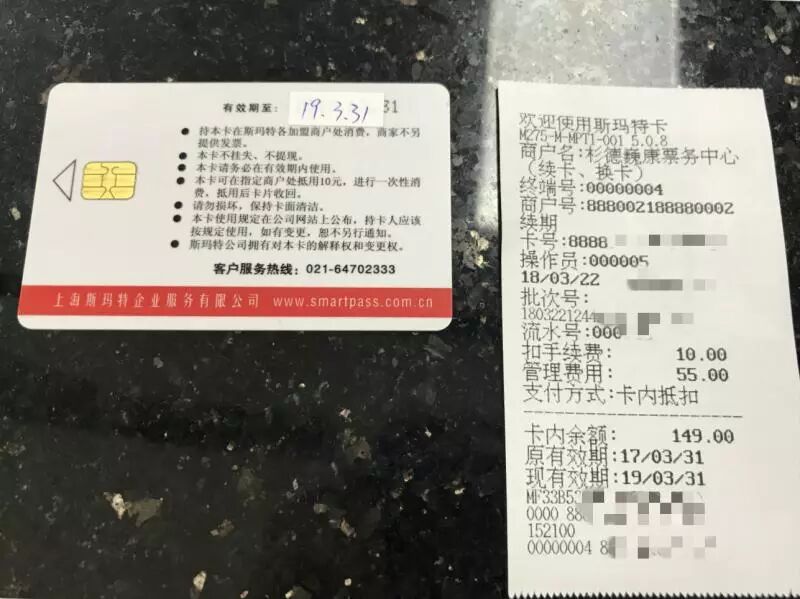 有效期至: 19.3.31 31
持本卡在斯玛特各加盟商户处消费，商家不另
提供发票。
本卡不挂失、不提现。
本卡请务必在有效期内使用。
本卡可在指定商户处抵用10元，进行一次性消
费，抵用后卡片收回。
请勿损坏，保持卡面清洁。
本卡使用规定在公司网站上公布，持卡人应该
按规定使用，如有变更，恕不另行通知。
斯玛特公司拥有对本卡的解释权和变更权。
客户服务热线：021-64702333
上海斯玛特企业服务有限公司 www.smartpass.com.cn
欢迎使用斯玛特卡
M275-M-MPT1-001 5.0.8
商户名:杉德巍康票务中心
(续卡、换卡)
终端号:00000004
商户号:888002188880002
续期
卡号:8888
操作员:000005
18/03/22
批次号:
1803221244
流水号:000
扣手续费: 10.00
管理费用: 55.00
支付方式:卡内抵扣
卡内余额: 149.00
原有效期:17/03/31
现有效期:19/03/31
MF33B53
0000 88
152100
00000004 8